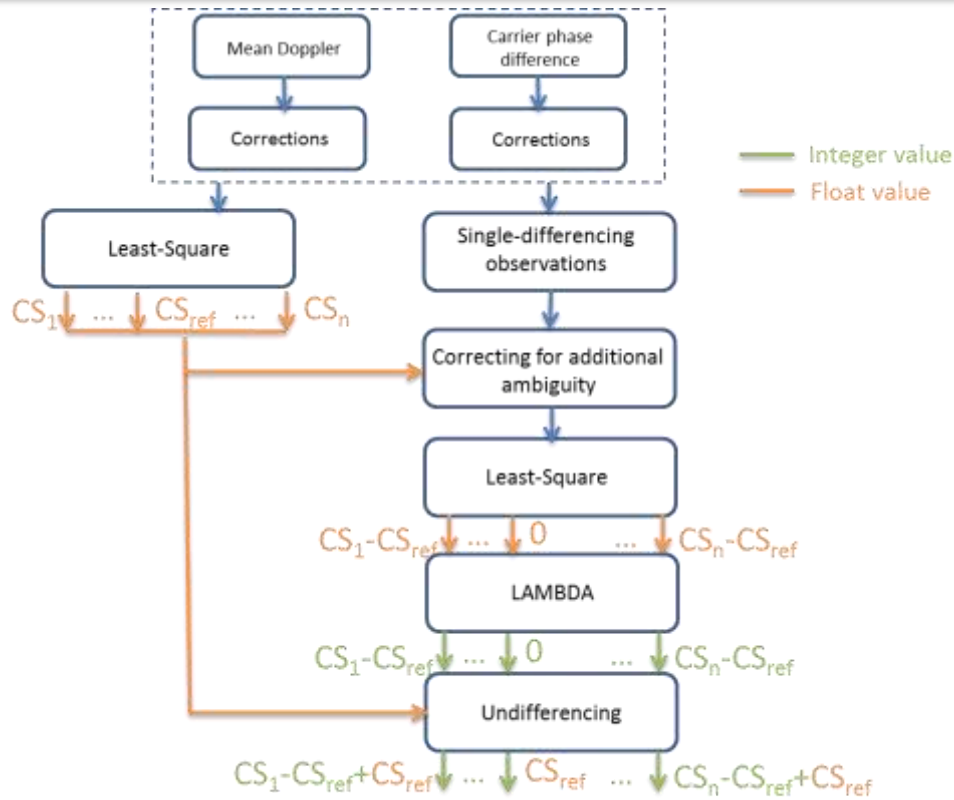 Mean Doppler
Carrier phase
difference
Corrections
Corrections
Integer value
Float value
Least-Square
Single-differencing
observations
CS1 ... CSref ... CSn
Correcting for additional
ambiguity
Least-Square
CS1-CSref ... 0 ... CSn-CSref
LAMBDA
CS1-CSref ... 0 ... CSn-CSref
Undifferencing
CS1-CSref+CSref ... CSref ... CSn-CSref+CSref